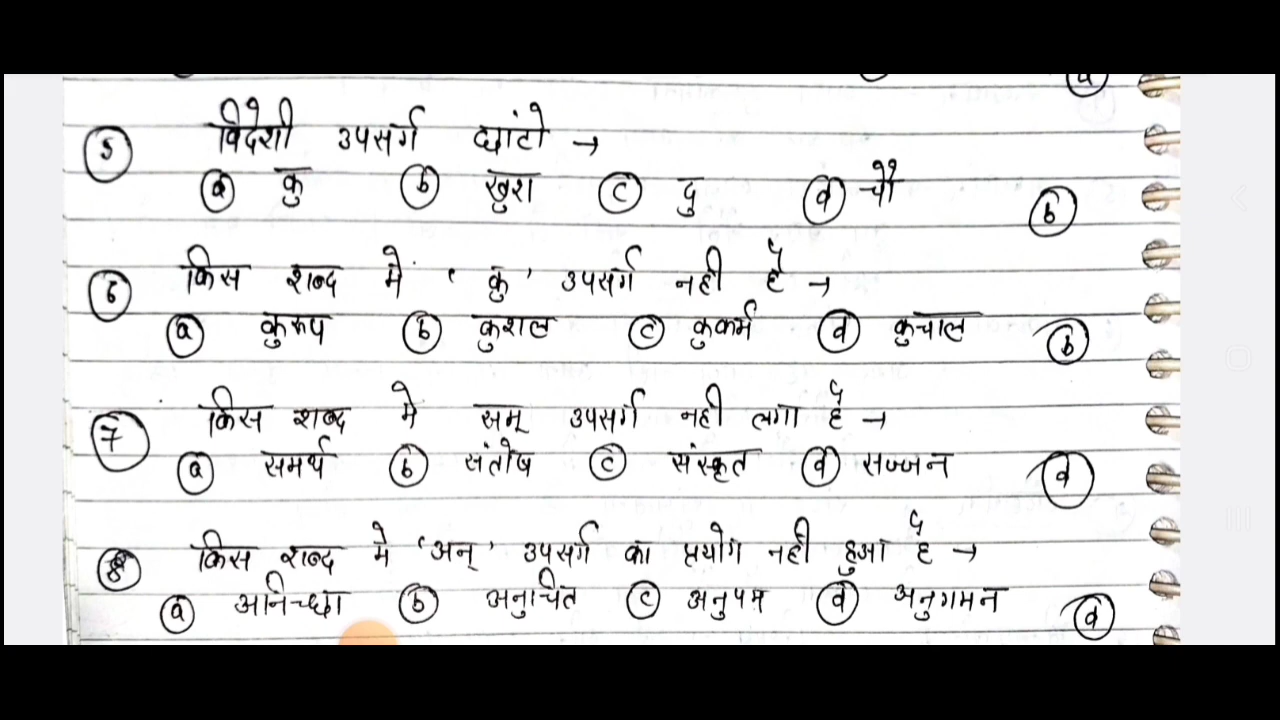 5 विदेशी उपसर्ग छांटो →
a कु b खुश c दु d चौ b
6 किस शब्द मे ' कु ' उपसर्ग नही है →
a कुरूप b कुशल c कुकर्म d कुचाल b
7 किस शब्द मे सम् उपसर्ग नही लगा है →
a समर्थ b संतोष c संस्कृत d सज्जन d
8 किस शब्द मे 'अन्' उपसर्ग का प्रयोग नही हुआ है →
a अनिच्छा b अनुचित c अनुपम d अनुगमन d